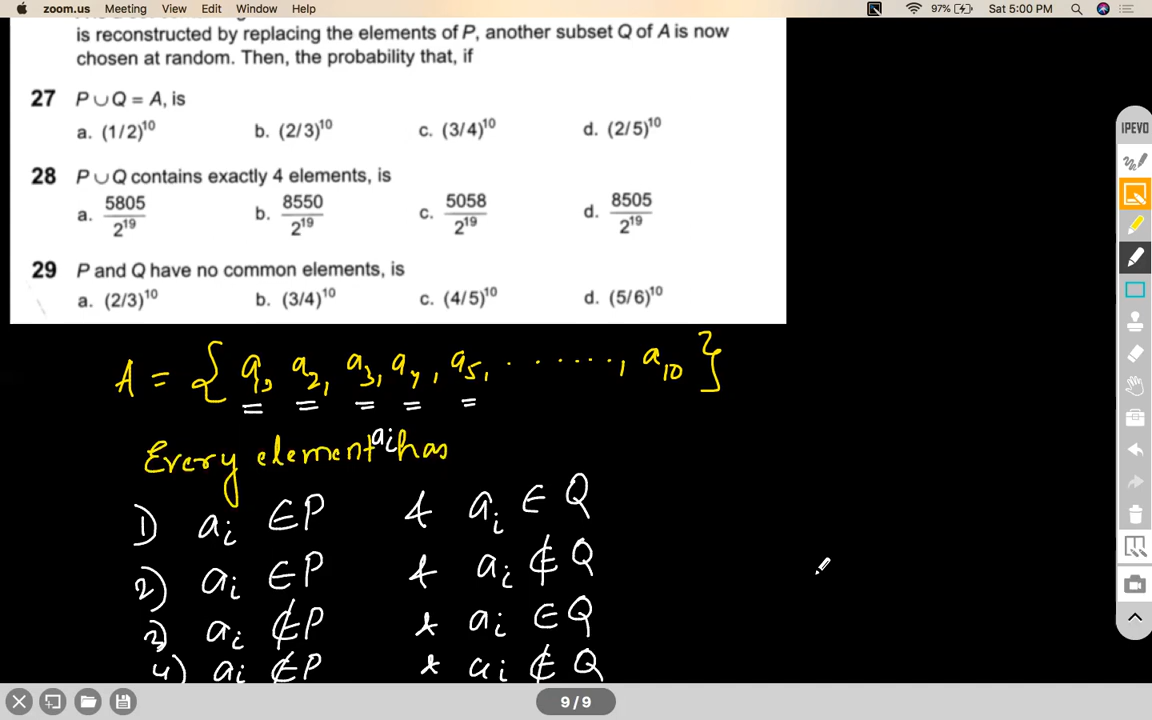 zoom.us Meeting View Edit Window Help 97% Sat 5:00 PM
is reconstructed by replacing the elements of P, another subset Q of A is now
chosen at random. Then, the probability that, if
27 P ∪ Q = A, is
a. (1/2)^10 b. (2/3)^10 c. (3/4)^10 d. (2/5)^10
28 P ∪ Q contains exactly 4 elements, is
a. 5805/2^19 b. 8550/2^19 c. 5058/2^19 d. 8505/2^19
29 P and Q have no common elements, is
a. (2/3)^10 b. (3/4)^10 c. (4/5)^10 d. (5/6)^10
A = { a1, a2, a3, a4, a5, ......., a10 }
Every element ai has
1) ai ∈ P & ai ∈ Q
2) ai ∈ P & ai ∉ Q
3) ai ∉ P & ai ∈ Q
4) ai ∉ P & ai ∉ Q
IPEVO
9/9